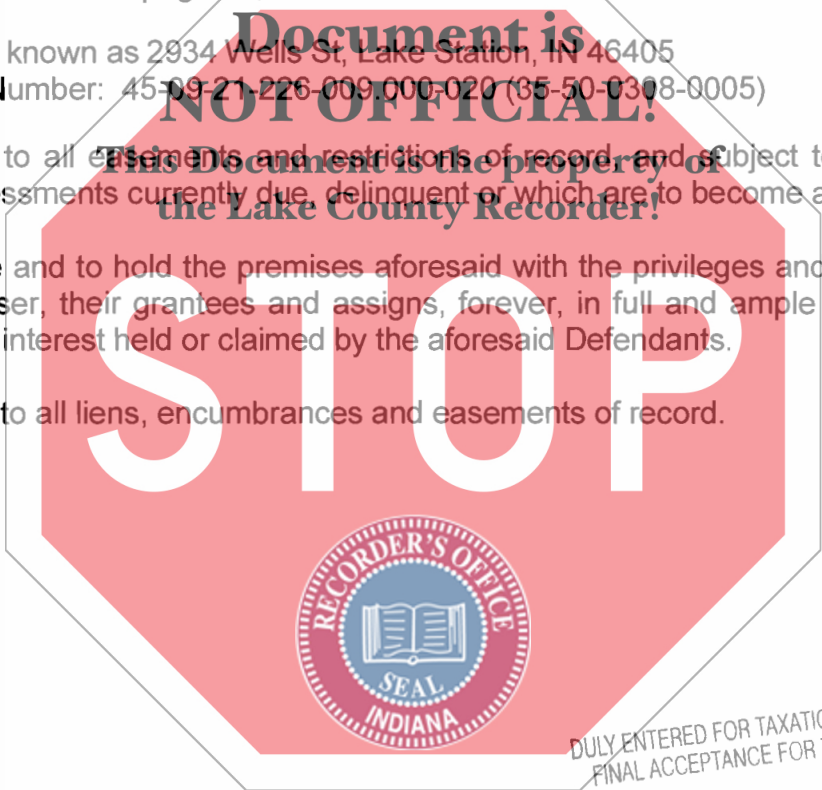 Document is
known as 2934 Wells St, Lake Station, IN 46405
umber: 45-09-21-226-009.000-020 (35-50-0308-0005)
NOT OFFICIAL!
to all easements and restrictions of record, and subject t
This Document is the property of
ssments currently due, delinquent or which are to become a
the Lake County Recorder!
and to hold the premises aforesaid with the privileges and
ser, their grantees and assigns, forever, in full and ample
interest held or claimed by the aforesaid Defendants.
to all liens, encumbrances and easements of record.
STOP
RECORDER'S OFFICE
SEAL
INDIANA
DULY ENTERED FOR TAXATIO
FINAL ACCEPTANCE FOR T